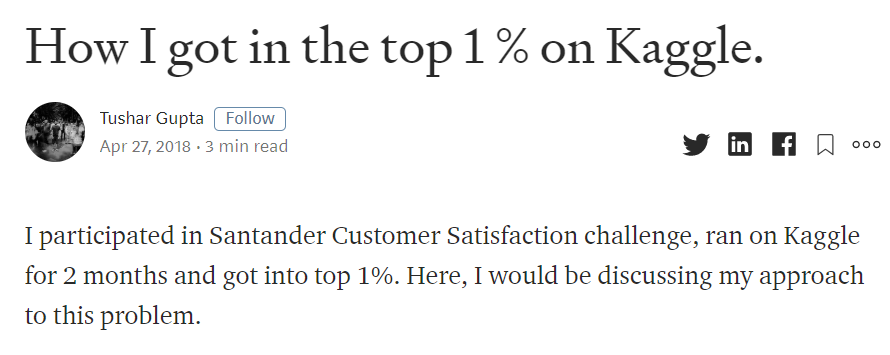 How I got in the top 1 % on Kaggle.
Tushar Gupta Follow
Apr 27, 2018 · 3 min read
I participated in Santander Customer Satisfaction challenge, ran on Kaggle
for 2 months and got into top 1%. Here, I would be discussing my approach
to this problem.